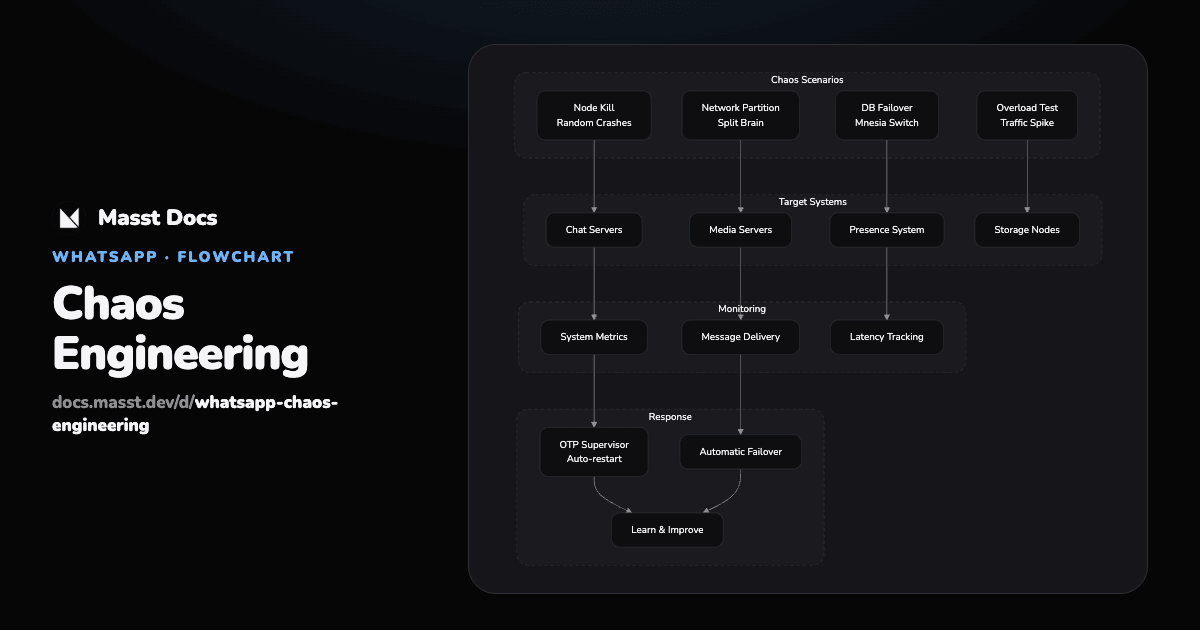 Masst Docs
WHATSAPP · FLOWCHART
Chaos
Engineering
docs.masst.dev/d/whatsapp-chaos-
engineering
Chaos Scenarios
Node Kill
Random Crashes
Network Partition
Split Brain
DB Failover
Mnesia Switch
Overload Test
Traffic Spike
Target Systems
Chat Servers
Media Servers
Presence System
Storage Nodes
Monitoring
System Metrics
Message Delivery
Latency Tracking
Response
OTP Supervisor
Auto-restart
Automatic Failover
Learn & Improve